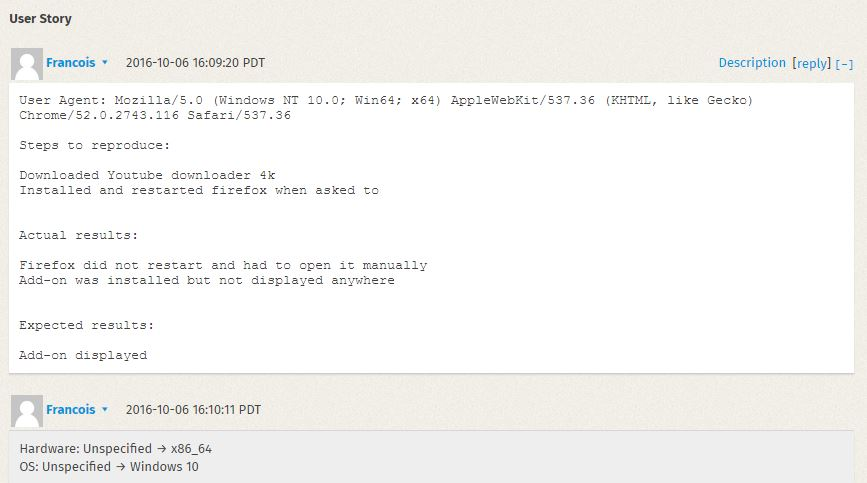 User Story
Francois ▾ 2016-10-06 16:09:20 PDT Description [reply] [−]
User Agent: Mozilla/5.0 (Windows NT 10.0; Win64; x64) AppleWebKit/537.36 (KHTML, like Gecko)
Chrome/52.0.2743.116 Safari/537.36
Steps to reproduce:
Downloaded Youtube downloader 4k
Installed and restarted firefox when asked to
Actual results:
Firefox did not restart and had to open it manually
Add-on was installed but not displayed anywhere
Expected results:
Add-on displayed
Francois ▾ 2016-10-06 16:10:11 PDT
Hardware: Unspecified → x86_64
OS: Unspecified → Windows 10